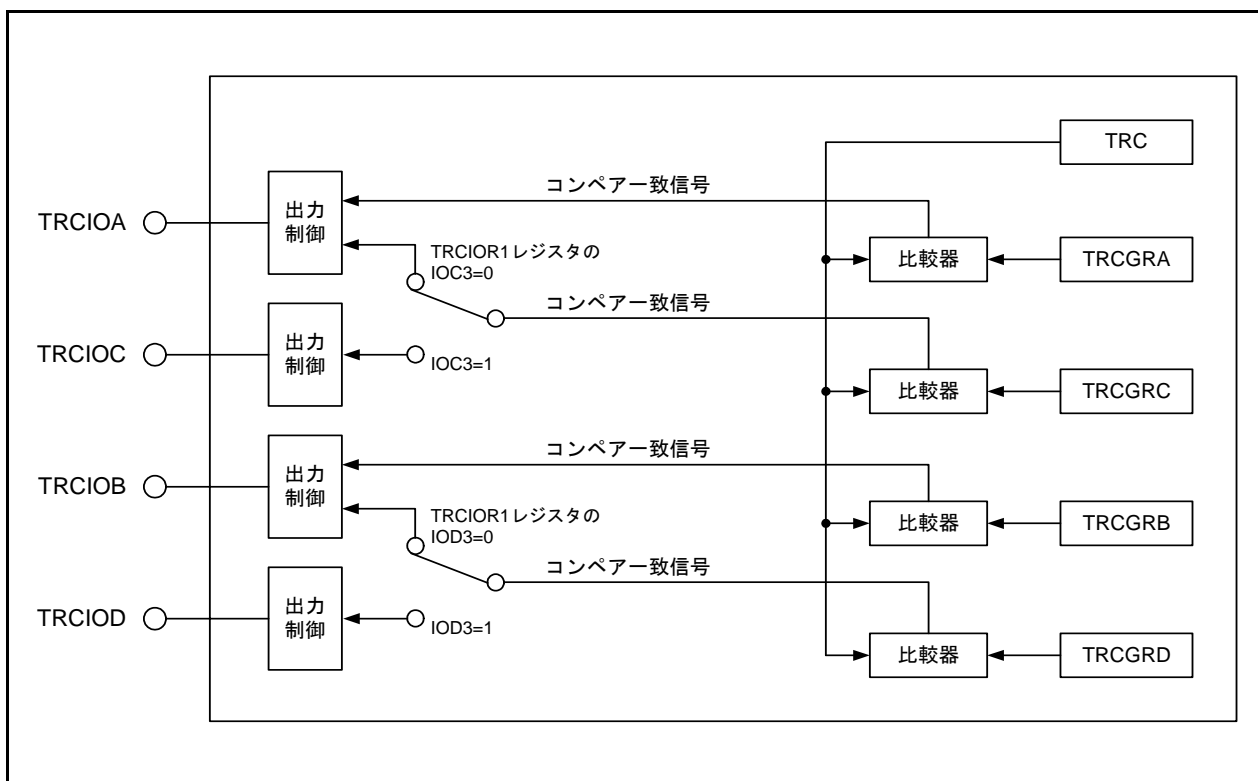 TRC
コンペア一致信号
TRCIOA
出力
制御
TRCIOR1レジスタの
IOC3=0
比較器
TRCGRA
コンペア一致信号
TRCIOC
出力
制御
IOC3=1
比較器
TRCGRC
コンペア一致信号
TRCIOB
出力
制御
TRCIOR1レジスタの
IOD3=0
比較器
TRCGRB
コンペア一致信号
TRCIOD
出力
制御
IOD3=1
比較器
TRCGRD